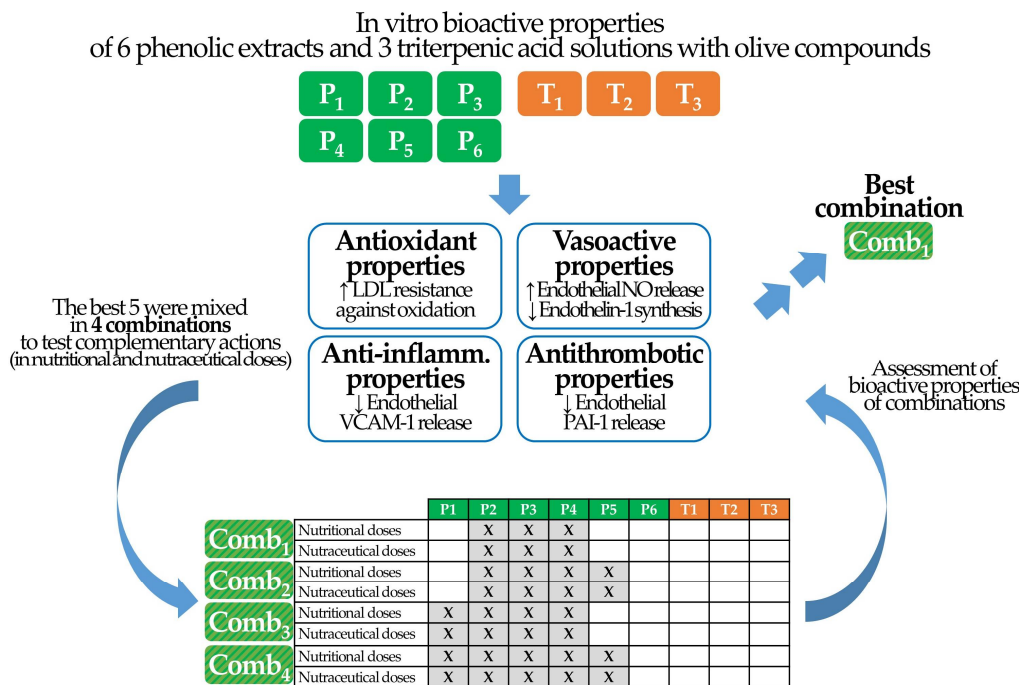 In vitro bioactive properties
of 6 phenolic extracts and 3 triterpenic acid solutions with olive compounds
P1 P2 P3 T1 T2 T3
P4 P5 P6
Best
combination
Comb1
Antioxidant
properties
↑ LDL resistance
against oxidation
Vasoactive
properties
↑ Endothelial NO release
↓ Endothelin-1 synthesis
Anti-inflamm.
properties
↓ Endothelial
VCAM-1 release
Antithrombotic
properties
↓ Endothelial
PAI-1 release
The best 5 were mixed
in 4 combinations
to test complementary actions
(in nutritional and nutraceutical doses)
Assessment of
bioactive properties
of combinations
P1 P2 P3 P4 P5 P6 T1 T2 T3
Comb1
Nutritional doses X X X
Nutraceutical doses X X X
Comb2
Nutritional doses X X X X
Nutraceutical doses X X X X
Comb3
Nutritional doses X X X X
Nutraceutical doses X X X X
Comb4
Nutritional doses X X X X X
Nutraceutical doses X X X X X